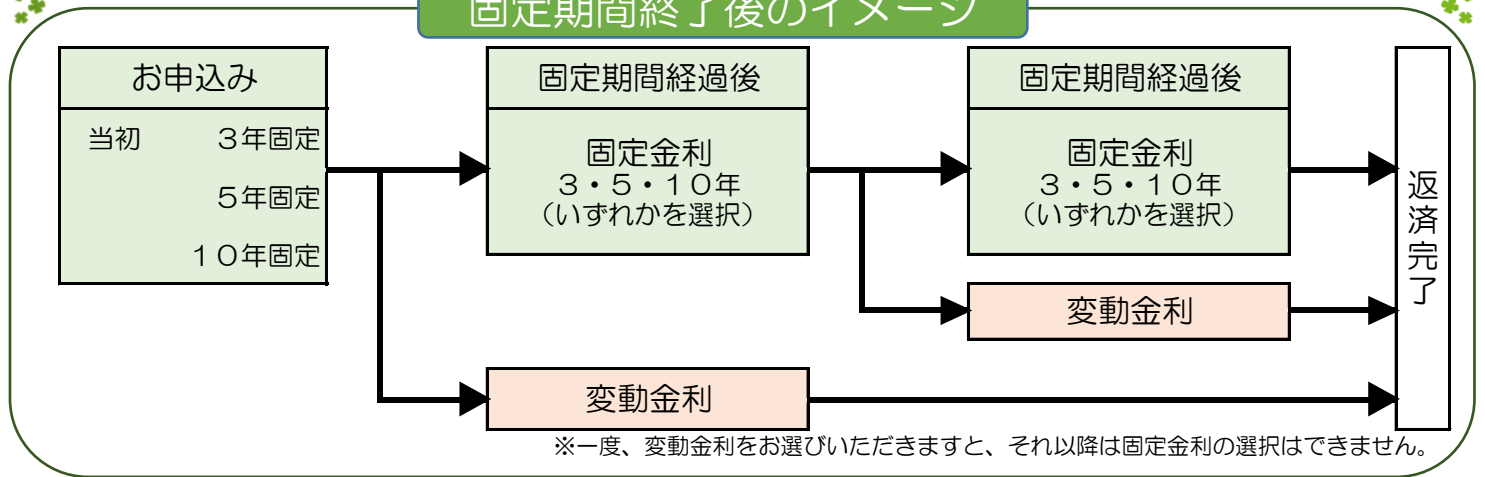 固定期間終了後のイメージ
お申込み
当初 ３年固定
５年固定
１０年固定
固定期間経過後
固定金利
３・５・１０年
（いずれかを選択）
変動金利
固定期間経過後
固定金利
３・５・１０年
（いずれかを選択）
変動金利
返済完了
※一度、変動金利をお選びいただきますと、それ以降は固定金利の選択はできません。